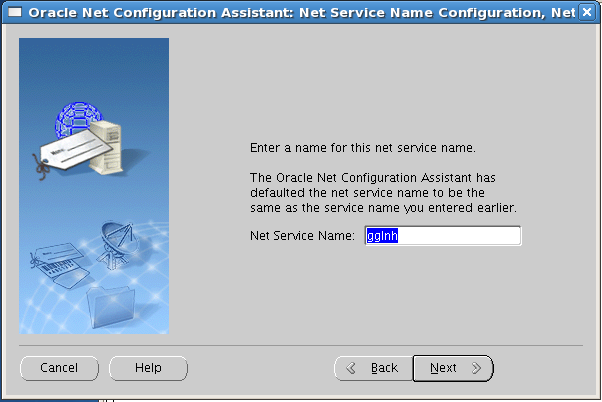 Oracle Net Configuration Assistant: Net Service Name Configuration, Net
Enter a name for this net service name.
The Oracle Net Configuration Assistant has
defaulted the net service name to be the
same as the service name you entered earlier.
Net Service Name: gglnh
Cancel Help Back Next